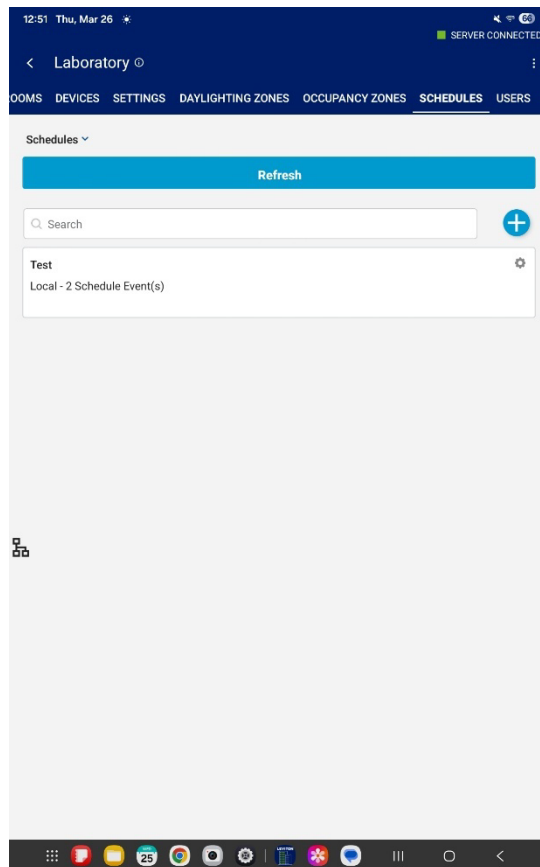 12:51 Thu, Mar 26 66
SERVER CONNECTED
Laboratory
OOMS DEVICES SETTINGS DAYLIGHTING ZONES OCCUPANCY ZONES SCHEDULES USERS
Schedules
Refresh
Search
Test
Local - 2 Schedule Event(s)
25